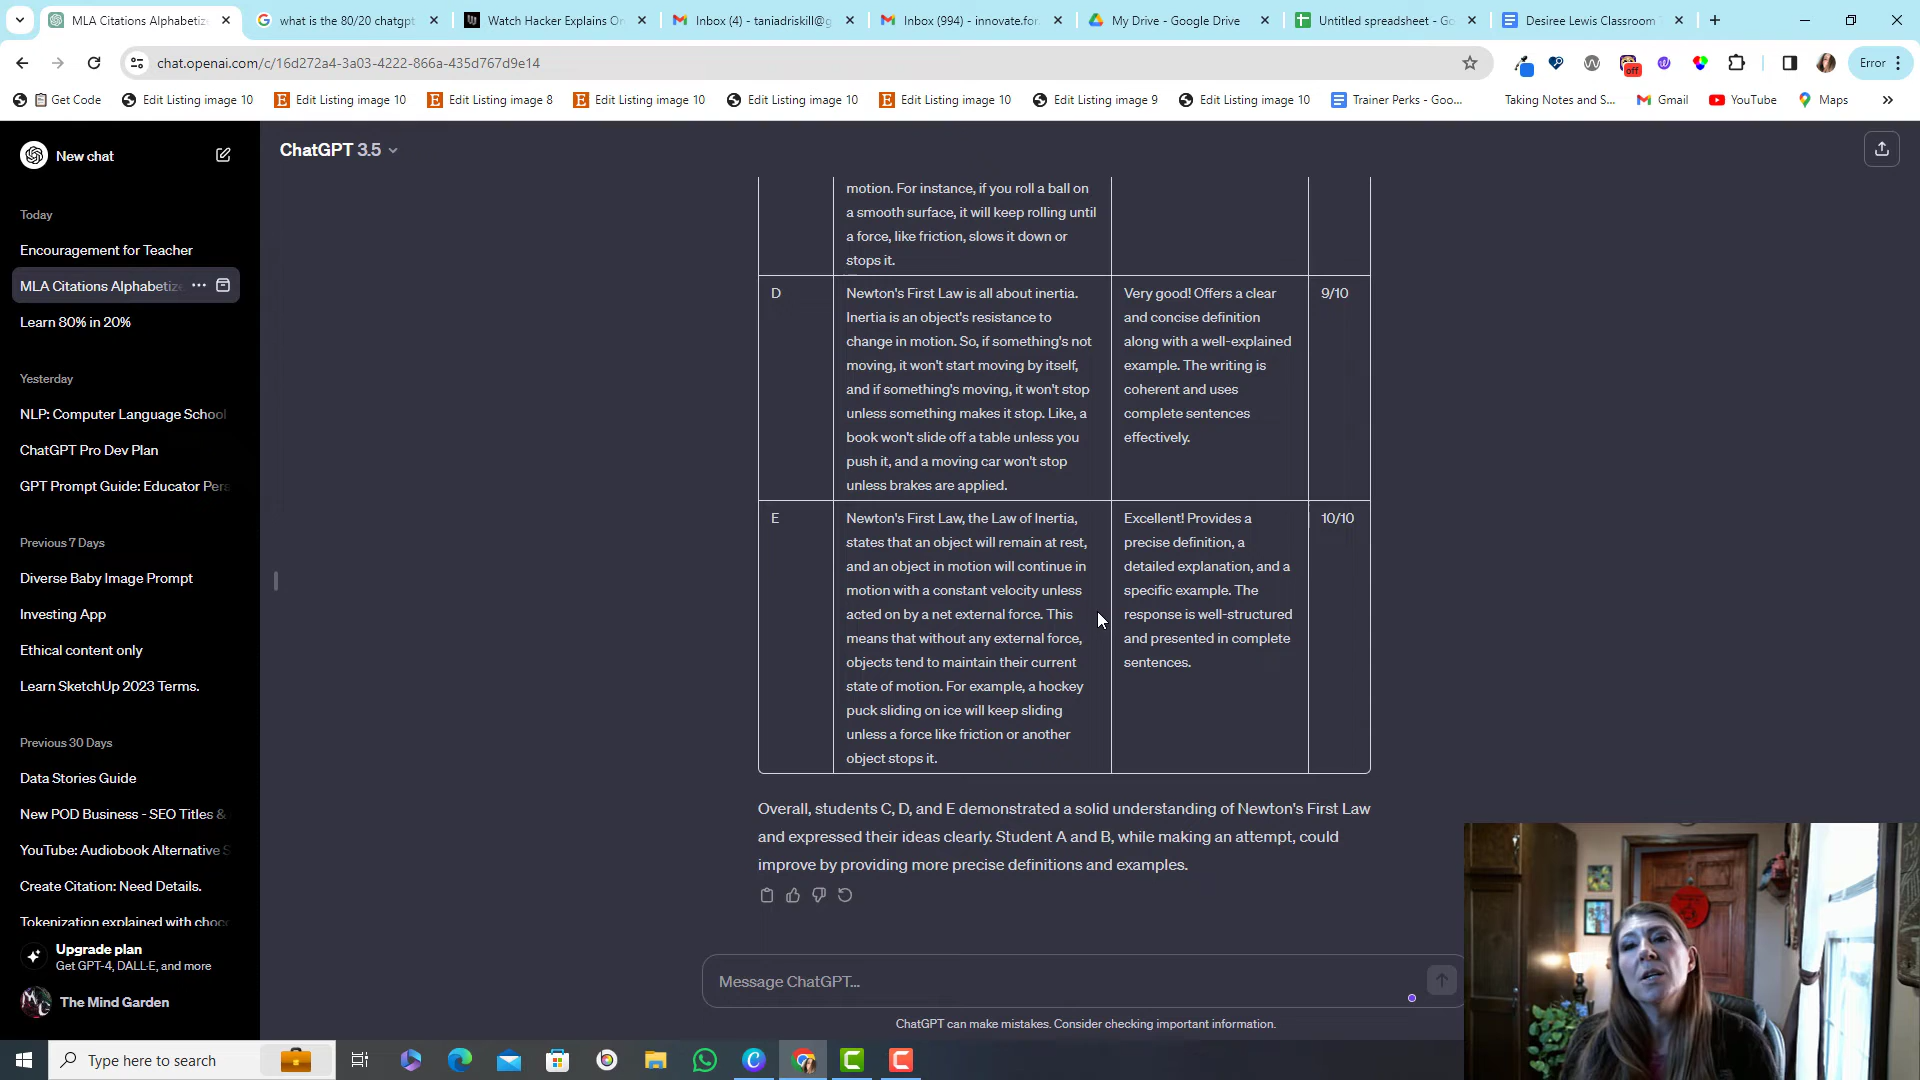 MLA Citations Alphabetize
what is the 80/20 chatgpt
Watch Hacker Explains On
Inbox (4) - taniadriskill@g
Inbox (994) - innovate.for
My Drive - Google Drive
Untitled spreadsheet - Go
Desiree Lewis Classroom
chat.openai.com/c/16d272a4-3a03-4222-866a-435d767d9e14
off
Error
Get Code
Edit Listing image 10
Edit Listing image 10
Edit Listing image 8
Edit Listing image 10
Edit Listing image 10
Edit Listing image 10
Edit Listing image 9
Edit Listing image 10
Trainer Perks - Goo...
Taking Notes and S...
Gmail
YouTube
Maps
New chat
Today
Encouragement for Teacher
MLA Citations Alphabetize
Learn 80% in 20%
Yesterday
NLP: Computer Language School
ChatGPT Pro Dev Plan
GPT Prompt Guide: Educator Pers
Previous 7 Days
Diverse Baby Image Prompt
Investing App
Ethical content only
Learn SketchUp 2023 Terms.
Previous 30 Days
Data Stories Guide
New POD Business - SEO Titles &
YouTube: Audiobook Alternative S
Create Citation: Need Details.
Tokenization explained with choc
Upgrade plan
Get GPT-4, DALL·E, and more
The Mind Garden
ChatGPT 3.5
motion. For instance, if you roll a ball on
a smooth surface, it will keep rolling until
a force, like friction, slows it down or
stops it.
D
Newton's First Law is all about inertia.
Inertia is an object's resistance to
change in motion. So, if something's not
moving, it won't start moving by itself,
and if something's moving, it won't stop
unless something makes it stop. Like, a
book won't slide off a table unless you
push it, and a moving car won't stop
unless brakes are applied.
Very good! Offers a clear
and concise definition
along with a well-explained
example. The writing is
coherent and uses
complete sentences
effectively.
9/10
E
Newton's First Law, the Law of Inertia,
states that an object will remain at rest,
and an object in motion will continue in
motion with a constant velocity unless
acted on by a net external force. This
means that without any external force,
objects tend to maintain their current
state of motion. For example, a hockey
puck sliding on ice will keep sliding
unless a force like friction or another
object stops it.
Excellent! Provides a
precise definition, a
detailed explanation, and a
specific example. The
response is well-structured
and presented in complete
sentences.
10/10
Overall, students C, D, and E demonstrated a solid understanding of Newton's First Law
and expressed their ideas clearly. Student A and B, while making an attempt, could
improve by providing more precise definitions and examples.
Message ChatGPT...
ChatGPT can make mistakes. Consider checking important information.
Type here to search